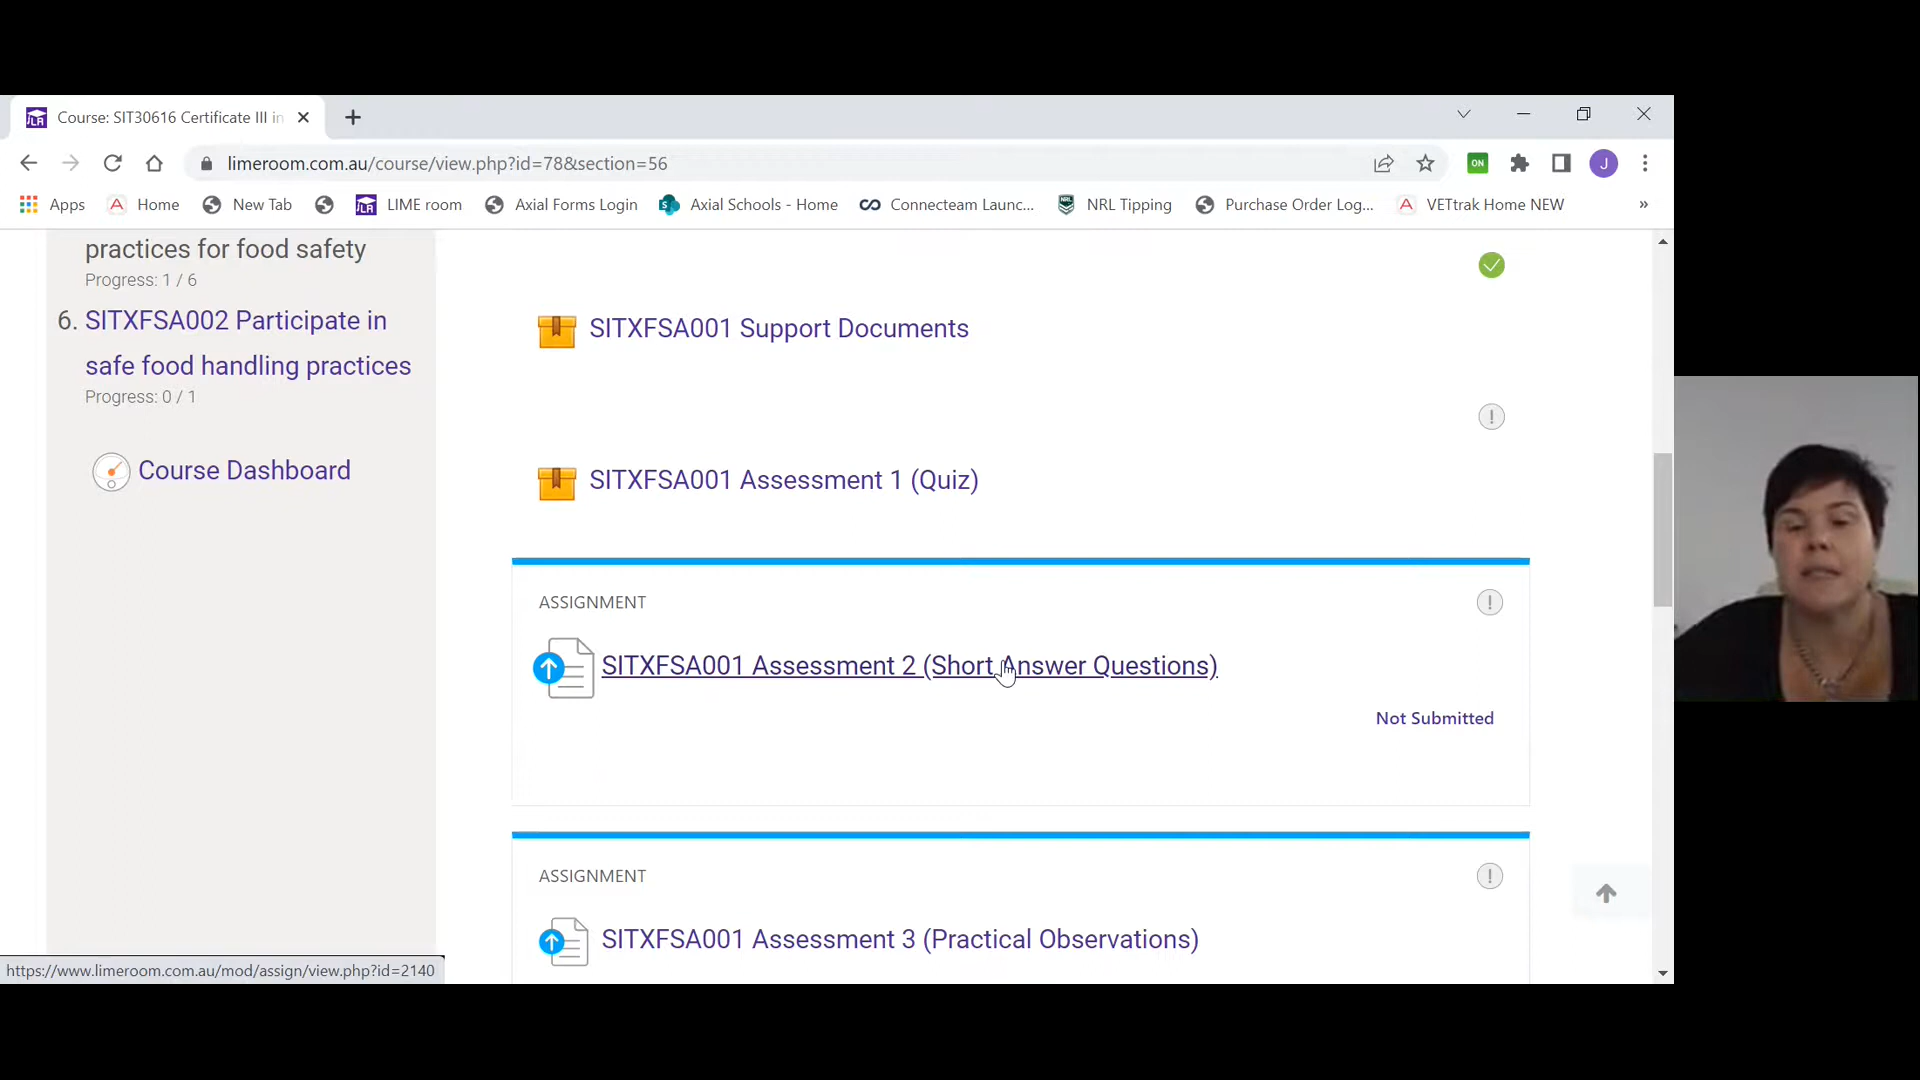 Course: SIT30616 Certificate III in
limeroom.com.au/course/view.php?id=78&section=56
ON
J
Apps
Home
New Tab
LIME room
Axial Forms Login
Axial Schools - Home
Connecteam Launc...
NRL Tipping
Purchase Order Log...
VETtrak Home NEW
»
practices for food safety
Progress: 1 / 6
6. SITXFSA002 Participate in
safe food handling practices
Progress: 0 / 1
Course Dashboard
SITXFSA001 Support Documents
SITXFSA001 Assessment 1 (Quiz)
ASSIGNMENT
SITXFSA001 Assessment 2 (Short Answer Questions)
Not Submitted
ASSIGNMENT
SITXFSA001 Assessment 3 (Practical Observations)
https://www.limeroom.com.au/mod/assign/view.php?id=2140